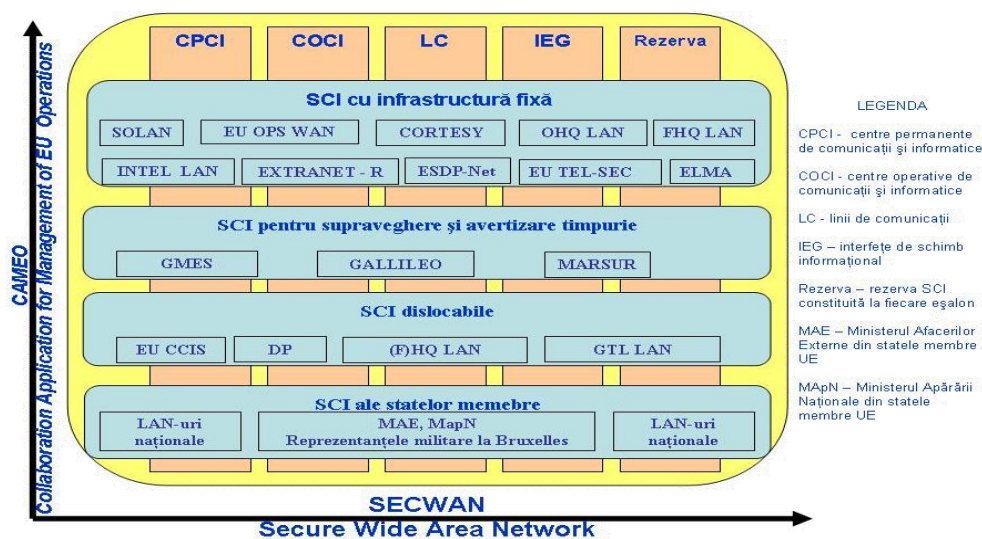 CAMEO
Collaboration Application for Management of EU Operations
CPCI
COCI
LC
IEG
Rezerva
SCI cu infrastructură fixă
SOLAN
EU OPS WAN
CORTESY
OHQ LAN
FHQ LAN
INTEL LAN
EXTRANET - R
ESDP-Net
EU TEL-SEC
ELMA
SCI pentru supraveghere şi avertizare timpurie
GMES
GALLILEO
MARSUR
SCI dislocabile
EU CCIS
DP
(F)HQ LAN
GTL LAN
SCI ale statelor memebre
LAN-uri
naţionale
MAE, MapN
Reprezentanţele militare la Bruxelles
LAN-uri
naţionale
SECWAN
Secure Wide Area Network
LEGENDA
CPCI - centre permanente
de comunicaţii şi informatice
COCI - centre operative de
comunicaţii şi informatice
LC - linii de comunicaţii
IEG – interfeţe de schimb
informaţional
Rezerva – rezerva SCI
constituită la fiecare eşalon
MAE – Ministerul Afacerilor
Externe din statele membre
UE
MApN – Ministerul Apărării
Naţionale din statele
membre UE